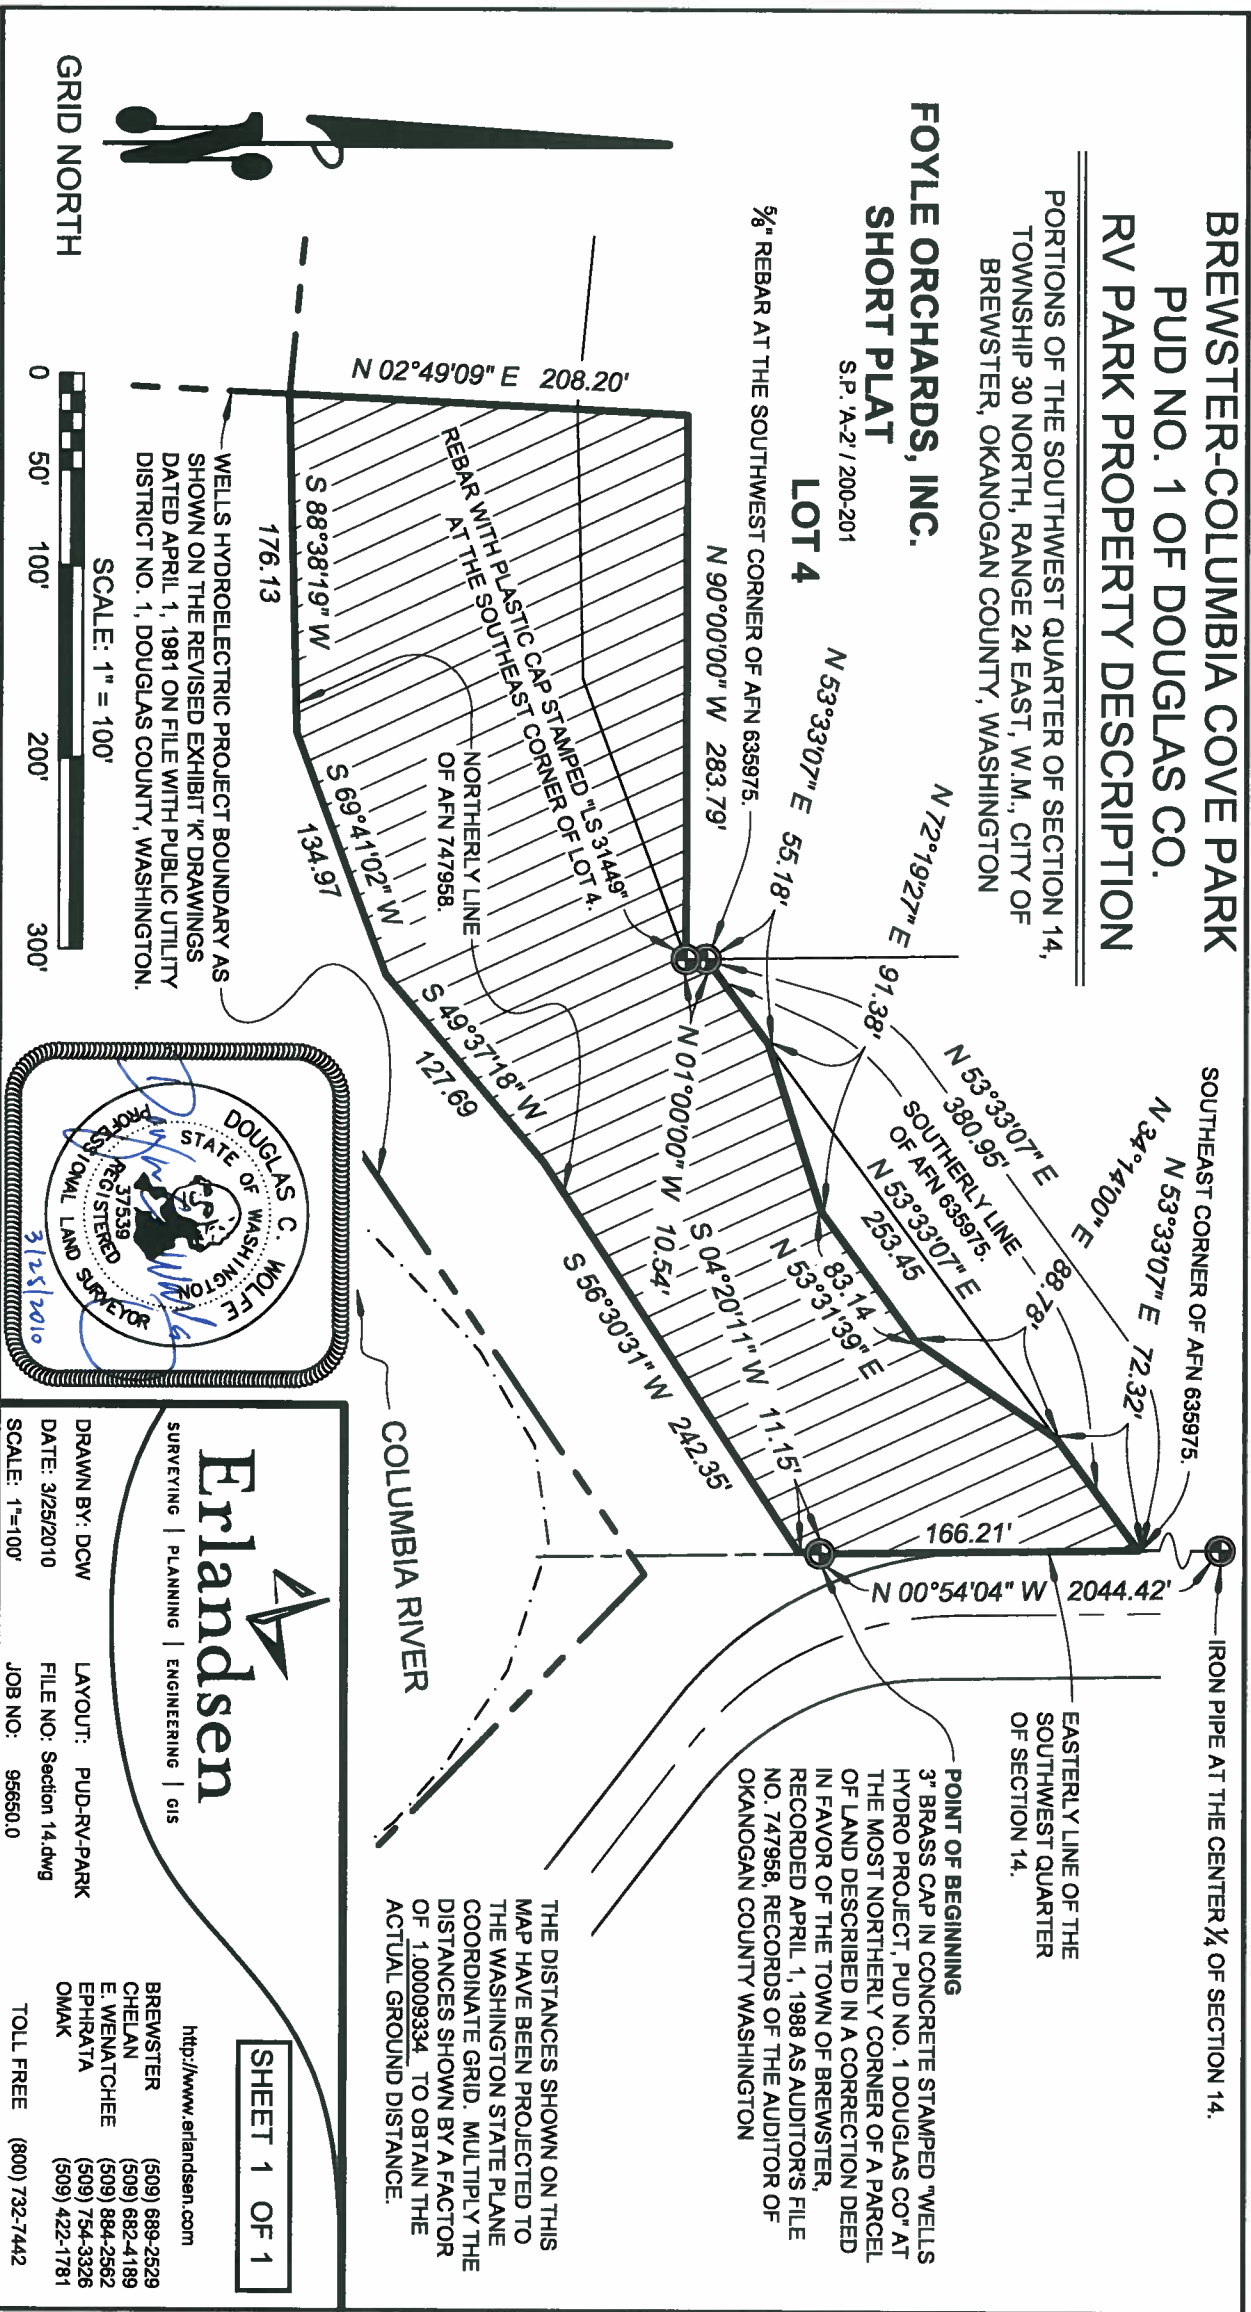 BREWSTER-COLUMBIA COVE PARK
PUD NO. 1 OF DOUGLAS CO.
RV PARK PROPERTY DESCRIPTION
PORTIONS OF THE SOUTHWEST QUARTER OF SECTION 14,
TOWNSHIP 30 NORTH, RANGE 24 EAST, W.M., CITY OF
BREWSTER, OKANOGAN COUNTY, WASHINGTON
FOYLE ORCHARDS, INC.
SHORT PLAT
S.P. 'A-2' / 200-201
LOT 4
5/8" REBAR AT THE SOUTHWEST CORNER OF AFN 635975.
N 90°00'00" W 283.79'
N 53°33'07" E 55.18'
N 72°19'27" E 91.38'
N 53°33'07" E
380.95'
SOUTHERLY LINE
OF AFN 635975.
N 53°33'07" E
253.45
N 34°14'00" E 88.78'
N 53°33'07" E 72.32'
SOUTHEAST CORNER OF AFN 635975.
IRON PIPE AT THE CENTER 1/4 OF SECTION 14.
83.14
N 53°31'39" E
N 01°00'00" W 10.54'
S 04°20'11" W 11.15'
166.21'
N 00°54'04" W 2044.42'
EASTERLY LINE OF THE
SOUTHWEST QUARTER
OF SECTION 14.
POINT OF BEGINNING
3" BRASS CAP IN CONCRETE STAMPED "WELLS
HYDRO PROJECT, PUD NO. 1 DOUGLAS CO" AT
THE MOST NORTHERLY CORNER OF A PARCEL
OF LAND DESCRIBED IN A CORRECTION DEED
IN FAVOR OF THE TOWN OF BREWSTER,
RECORDED APRIL 1, 1988 AS AUDITOR'S FILE
NO. 747958, RECORDS OF THE AUDITOR OF
OKANOGAN COUNTY WASHINGTON
N 02°49'09" E 208.20'
REBAR WITH PLASTIC CAP STAMPED "LS 31449"
AT THE SOUTHEAST CORNER OF LOT 4.
NORTHERLY LINE
OF AFN 747958.
S 88°38'19" W
176.13
S 69°41'02" W
134.97
S 49°37'18" W
127.69
S 56°30'31" W 242.35'
GRID NORTH
WELLS HYDROELECTRIC PROJECT BOUNDARY AS
SHOWN ON THE REVISED EXHIBIT 'K' DRAWINGS
DATED APRIL 1, 1981 ON FILE WITH PUBLIC UTILITY
DISTRICT NO. 1, DOUGLAS COUNTY, WASHINGTON.
SCALE: 1" = 100'
0 50' 100' 200' 300'
COLUMBIA RIVER
THE DISTANCES SHOWN ON THIS
MAP HAVE BEEN PROJECTED TO
THE WASHINGTON STATE PLANE
COORDINATE GRID. MULTIPLY THE
DISTANCES SHOWN BY A FACTOR
OF 1.00009334 TO OBTAIN THE
ACTUAL GROUND DISTANCE.
DOUGLAS C. WOLFE
STATE OF WASHINGTON
37539
REGISTERED
PROFESSIONAL LAND SURVEYOR
3/25/2010
Erlandsen
SURVEYING | PLANNING | ENGINEERING | GIS
DRAWN BY: DCW LAYOUT: PUD-RV-PARK
DATE: 3/25/2010 FILE NO: Section 14.dwg
SCALE: 1"=100' JOB NO: 95650.0
SHEET 1 OF 1
http://www.erlandsen.com
BREWSTER (509) 689-2529
CHELAN (509) 682-4189
E. WENATCHEE (509) 884-2562
EPHRATA (509) 754-3326
OMAK (509) 422-1781
TOLL FREE (800) 732-7442